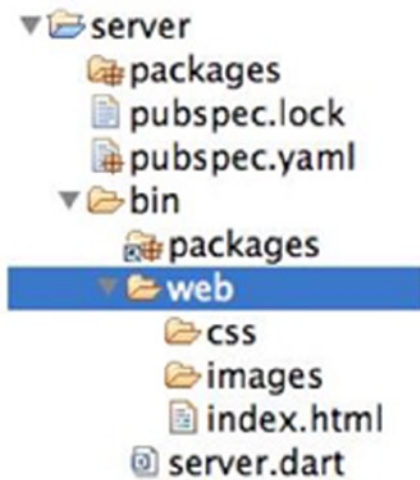 server
packages
pubspec.lock
pubspec.yaml
bin
packages
web
css
images
index.html
server.dart